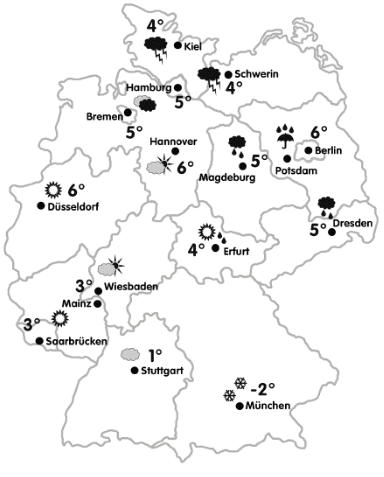 4°
Kiel
Schwerin
4°
Hamburg
5°
Bremen
5°
Hannover
6°
6°
Berlin
Potsdam
5°
Magdeburg
6°
Düsseldorf
Dresden
5°
4°
Erfurt
3°
Wiesbaden
Mainz
3°
Saarbrücken
1°
Stuttgart
-2°
München